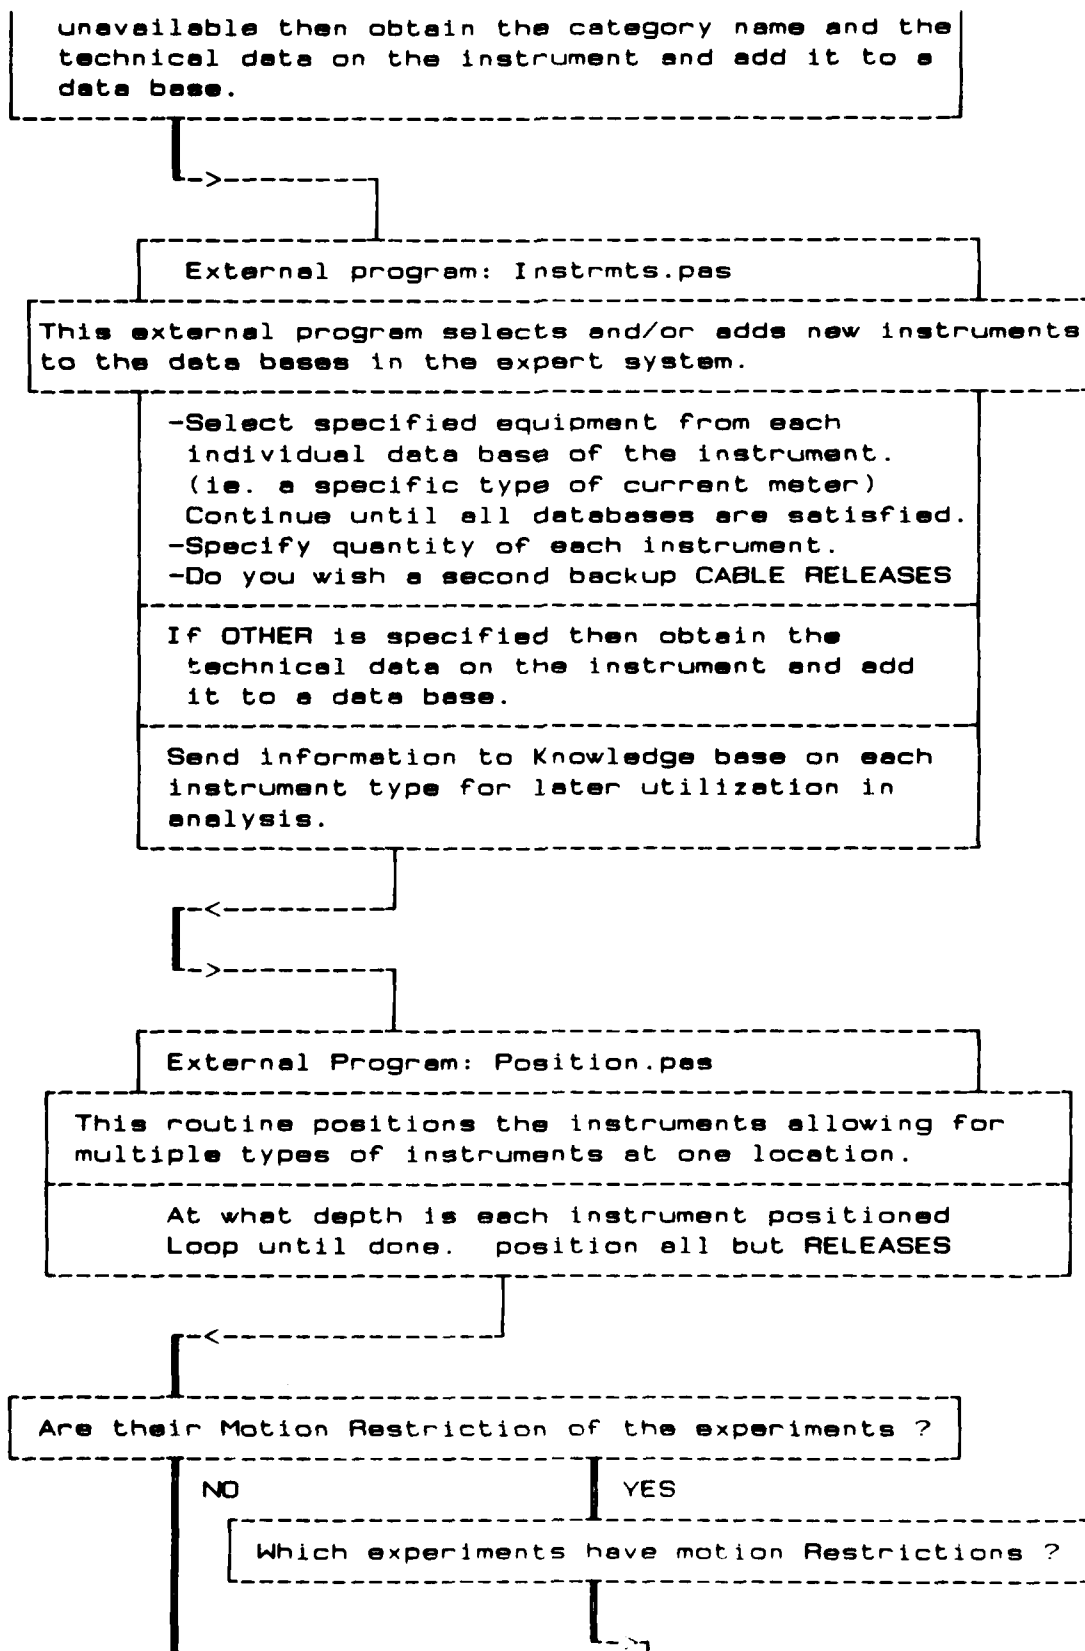 unavailable then obtain the category name and the
technical data on the instrument and add it to a
data base.
External program: Instrmts.pas
This external program selects and/or adds new instruments
to the data bases in the expert system.
-Select specified equipment from each
individual data base of the instrument.
(ie. a specific type of current meter)
Continue until all databases are satisfied.
-Specify quantity of each instrument.
-Do you wish a second backup CABLE RELEASES
If OTHER is specified then obtain the
technical data on the instrument and add
it to a data base.
Send information to Knowledge base on each
instrument type for later utilization in
analysis.
External Program: Position.pas
This routine positions the instruments allowing for
multiple types of instruments at one location.
At what depth is each instrument positioned
Loop until done. position all but RELEASES
Are their Motion Restriction of the experiments ?
NO YES
Which experiments have motion Restrictions ?